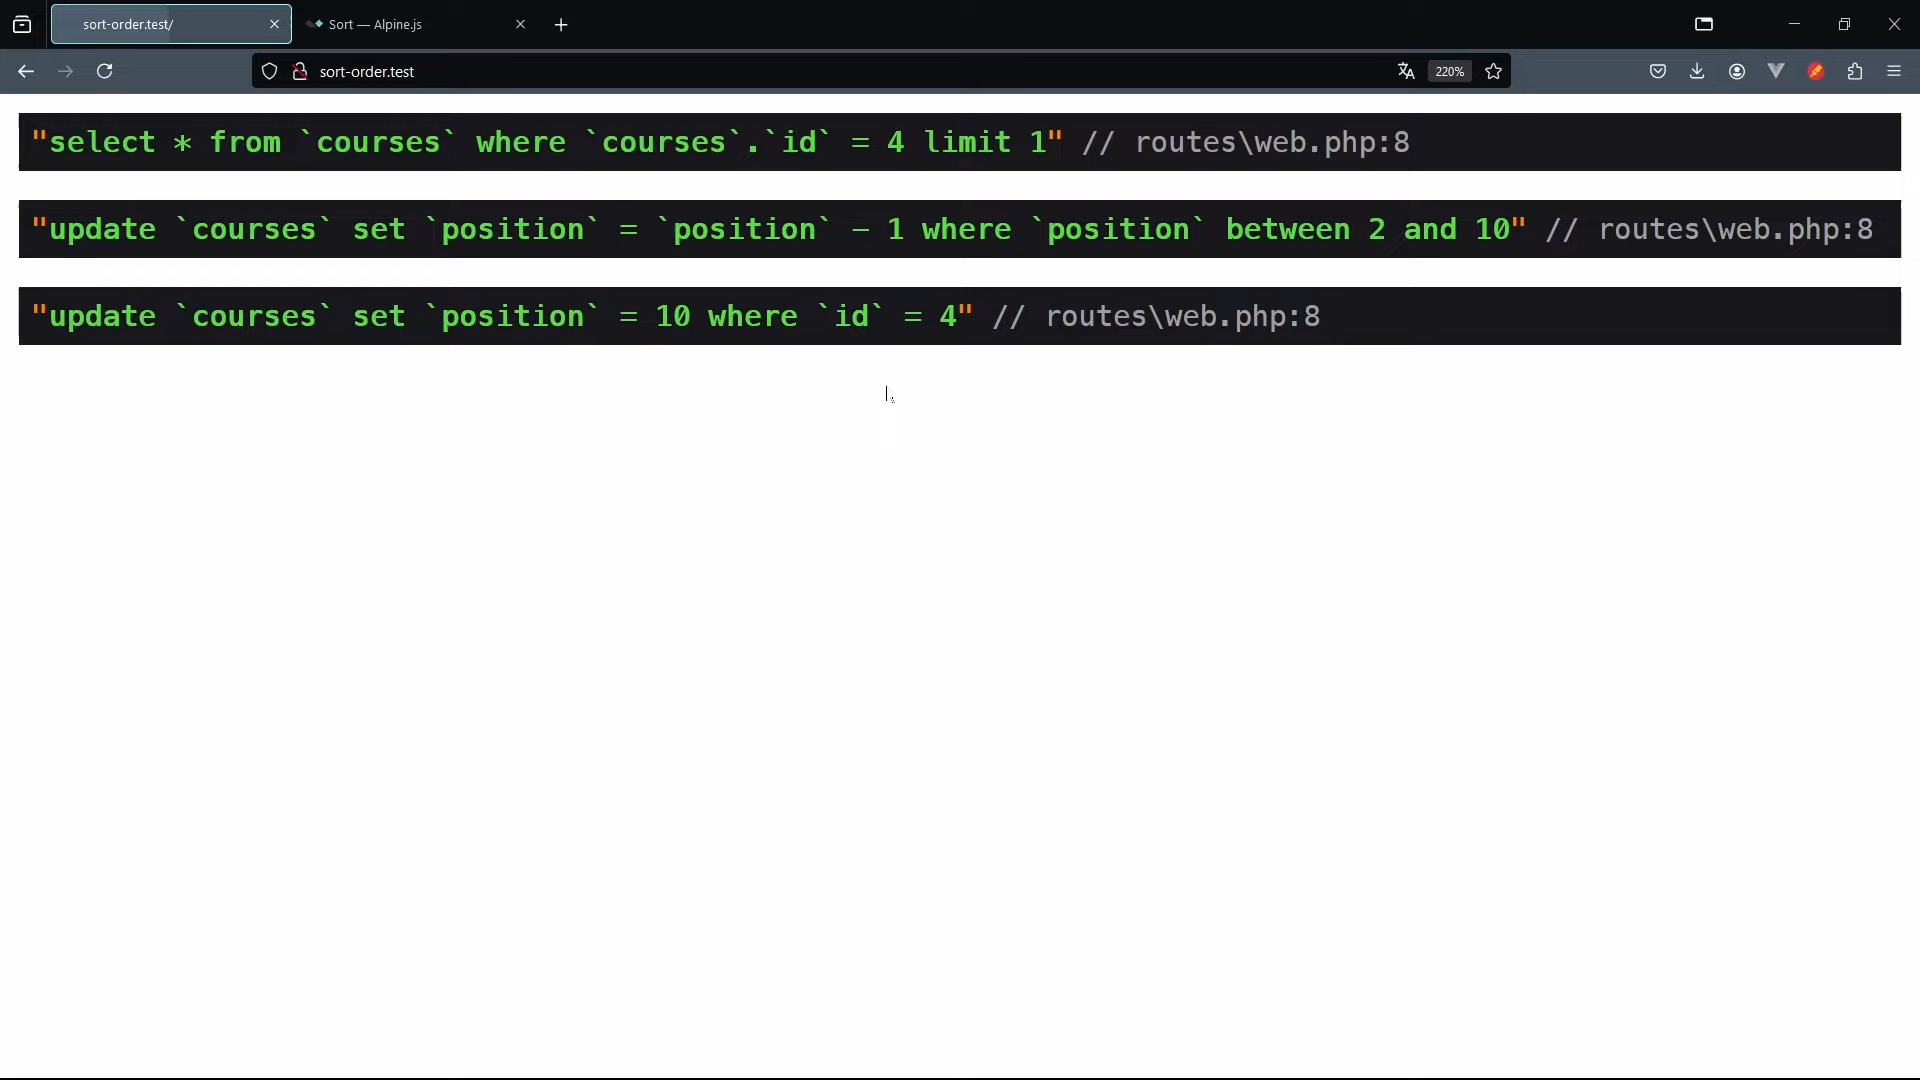 sort-order.test/
Sort — Alpine.js
sort-order.test
220%
"select * from `courses` where `courses`.`id` = 4 limit 1" // routes\web.php:8
"update `courses` set `position` = `position` - 1 where `position` between 2 and 10" // routes\web.php:8
"update `courses` set `position` = 10 where `id` = 4" // routes\web.php:8